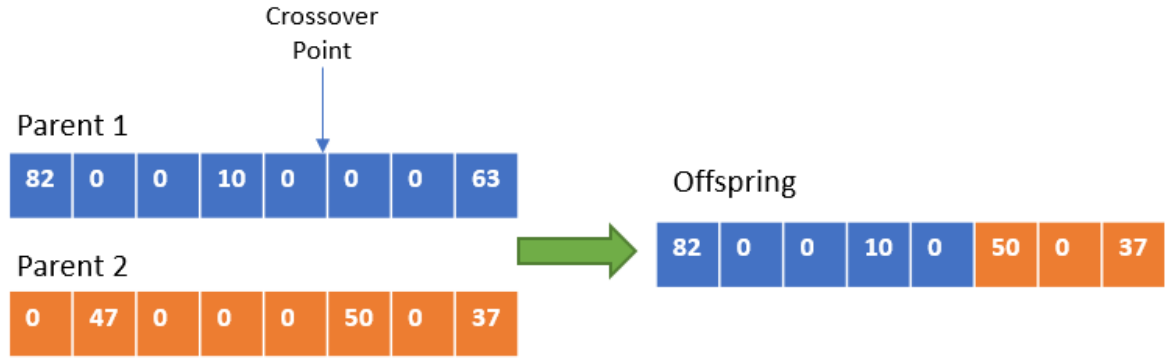 Crossover
Point
Parent 1
82 0 0 10 0 0 0 63
Offspring
82 0 0 10 0 50 0 37
Parent 2
0 47 0 0 0 50 0 37